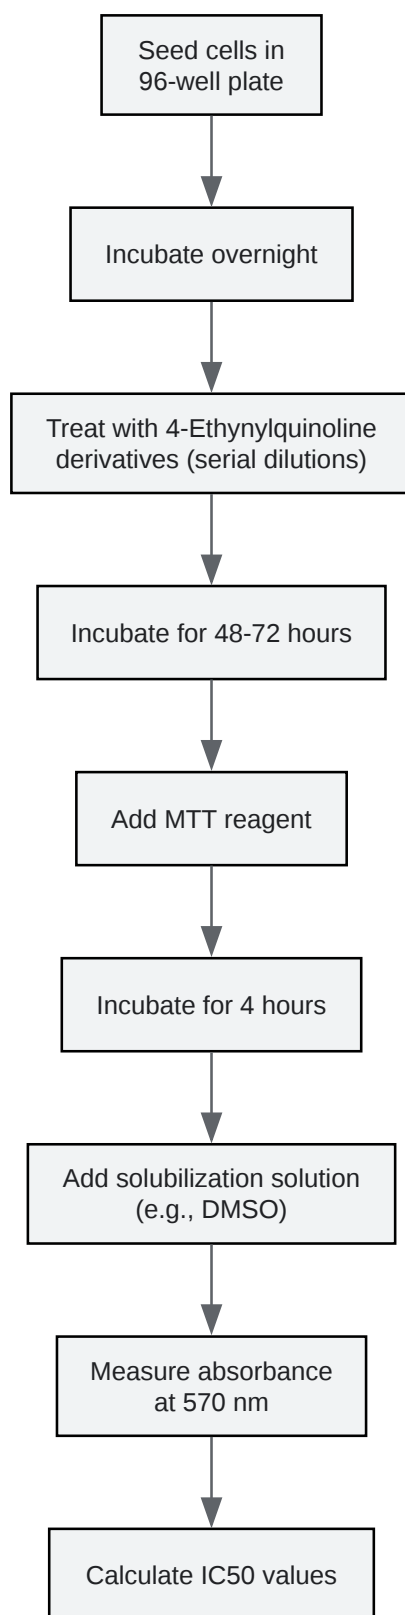 Seed cells in
96-well plate
Incubate overnight
Treat with 4-Ethynylquinoline
derivatives (serial dilutions)
Incubate for 48-72 hours
Add MTT reagent
Incubate for 4 hours
Add solubilization solution
(e.g., DMSO)
Measure absorbance
at 570 nm
Calculate IC50 values